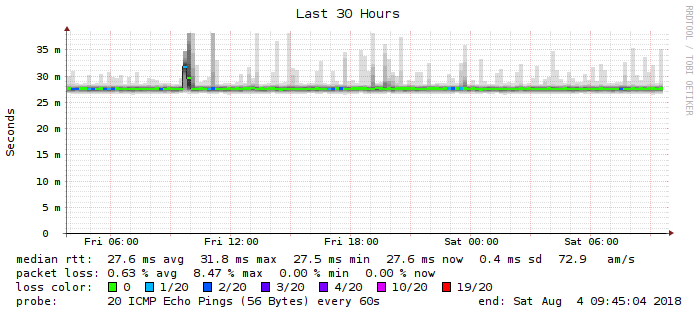 Last 30 Hours
RRDTOOL / TOBI OETIKER
Seconds
35 m
30 m
25 m
20 m
15 m
10 m
5 m
0
Fri 06:00 Fri 12:00 Fri 18:00 Sat 00:00 Sat 06:00
median rtt: 27.6 ms avg 31.8 ms max 27.5 ms min 27.6 ms now 0.4 ms sd 72.9 am/s
packet loss: 0.63 % avg 8.47 % max 0.00 % min 0.00 % now
loss color: 0 1/20 2/20 3/20 4/20 10/20 19/20
probe: 20 ICMP Echo Pings (56 Bytes) every 60s end: Sat Aug 4 09:45:04 2018